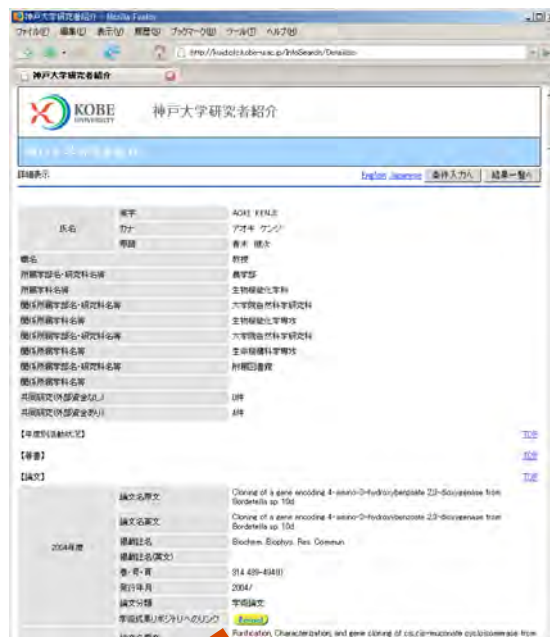 神戸大学研究者紹介 - Mozilla Firefox
ファイル(F) 編集(E) 表示(V) 履歴(S) ブックマーク(B) ツール(T) ヘルプ(H)
神戸大学研究者紹介
KOBE UNIVERSITY 神戸大学研究者紹介
詳細表示 English Japanese 条件入力へ 結果一覧へ
氏名 英字 AOKI KENJI
カナ アオキ ケンジ
青木 健次
職名 教授
所属学部名・研究科名等 農学部
所属学科名等 生物機能化学科
関係所属学部名・研究科名等 大学院自然科学研究科
関係所属学科名等 生物機能化学専攻
関係所属学部名・研究科名等 大学院自然科学研究科
関係所属学科名等 生命機構科学専攻
関係所属学部名・研究科名等 附属図書館
関係所属学科名等
共同研究(外部資金なし) 0件
共同研究(外部資金あり) 4件
【年度別活動状況】 TOP
【著書】 TOP
【論文】 TOP
2004年度 論文名原文 Cloning of a gene encoding 4-amino-3-hydroxybenzoate 2,3-dioxygenase from Bordetella sp. 10d
論文名英文 Cloning of a gene encoding 4-amino-3-hydroxybenzoate 2,3-dioxygenase from Bordetella sp. 10d
掲載誌名 Biochem. Biophys. Res. Commun.
掲載誌名(英文)
巻・号・頁
発行年月 2004/
論文分類 学術論文
学術成果リポジトリへのリンク
Purification, Characterization, and gene cloning of cis,cis-muconate cycloisomerase from